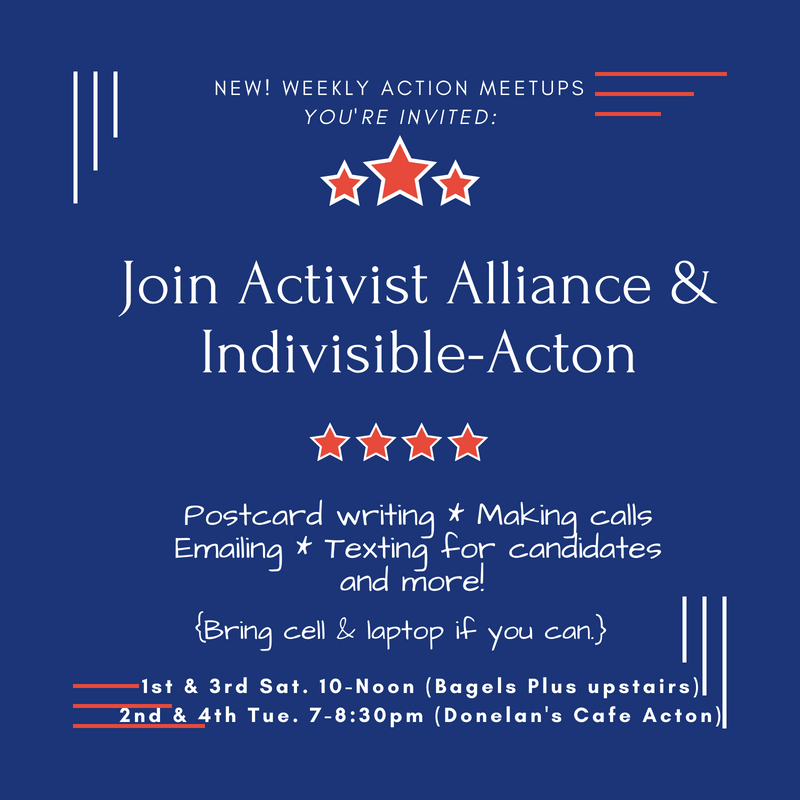 NEW! WEEKLY ACTION MEETUPS
YOU'RE INVITED:
Join Activist Alliance &
Indivisible-Acton
Postcard writing * Making calls
Emailing * Texting for candidates
and more!
{Bring cell & laptop if you can.}
1st & 3rd Sat. 10-Noon (Bagels Plus upstairs)
2nd & 4th Tue. 7-8:30pm (Donelan's Cafe Acton)